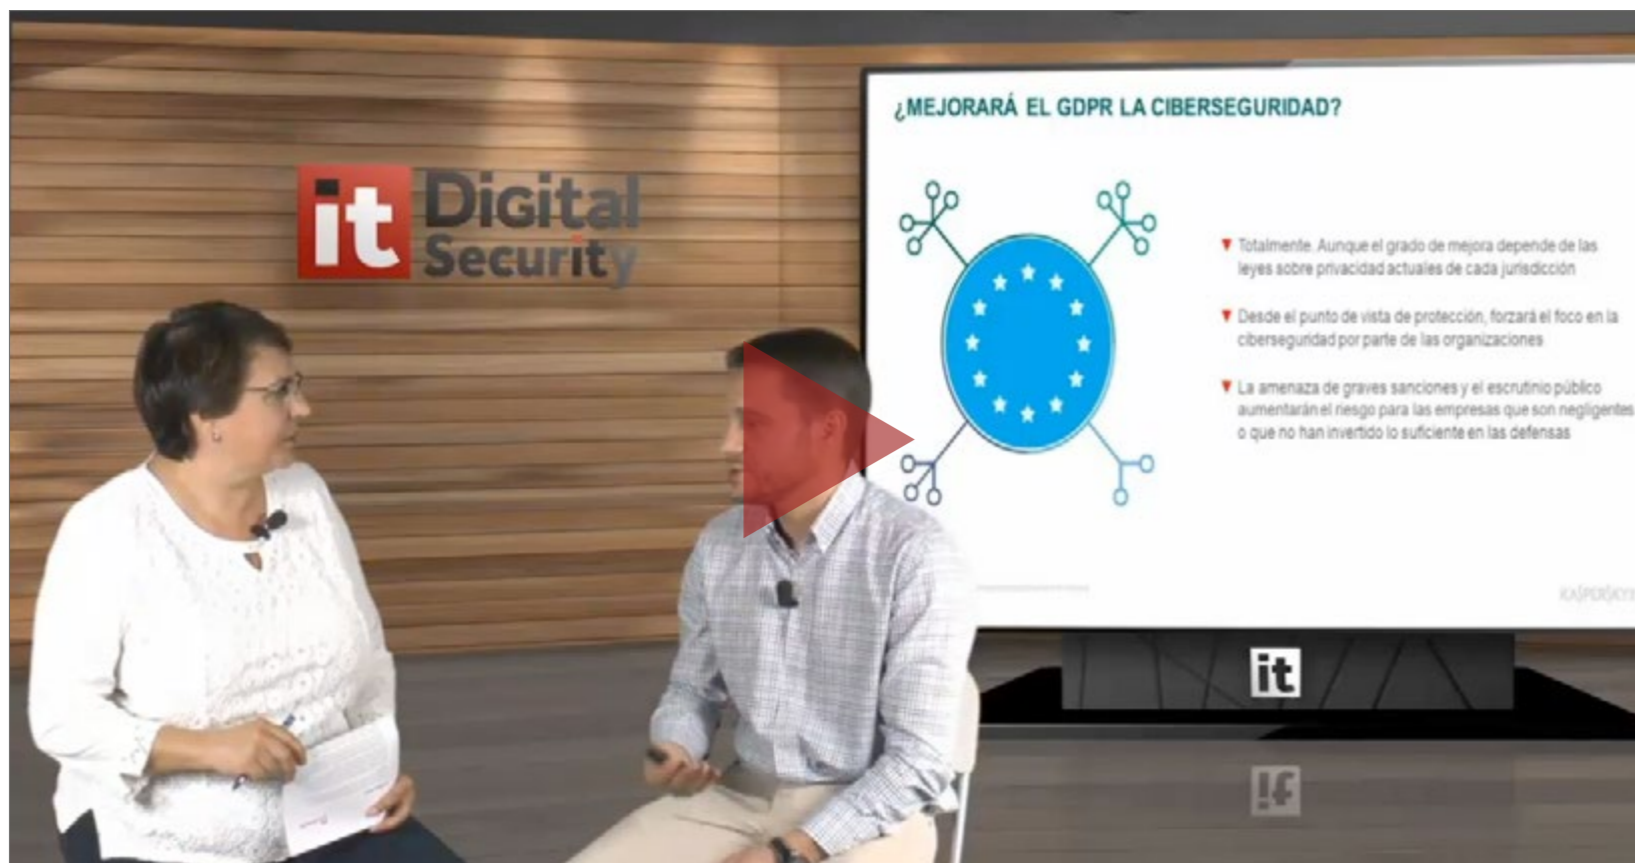 ¿MEJORARÁ EL GDPR LA CIBERSEGURIDAD?
it Digital
Security
Totalmente. Aunque el grado de mejora depende de las
leyes sobre privacidad actuales de cada jurisdicción
Desde el punto de vista de protección, forzará el foco en la
ciberseguridad por parte de las organizaciones
La amenaza de graves sanciones y el escrutinio público
aumentarán el riesgo para las empresas que son negligentes
o que no han invertido lo suficiente en las defensas
it